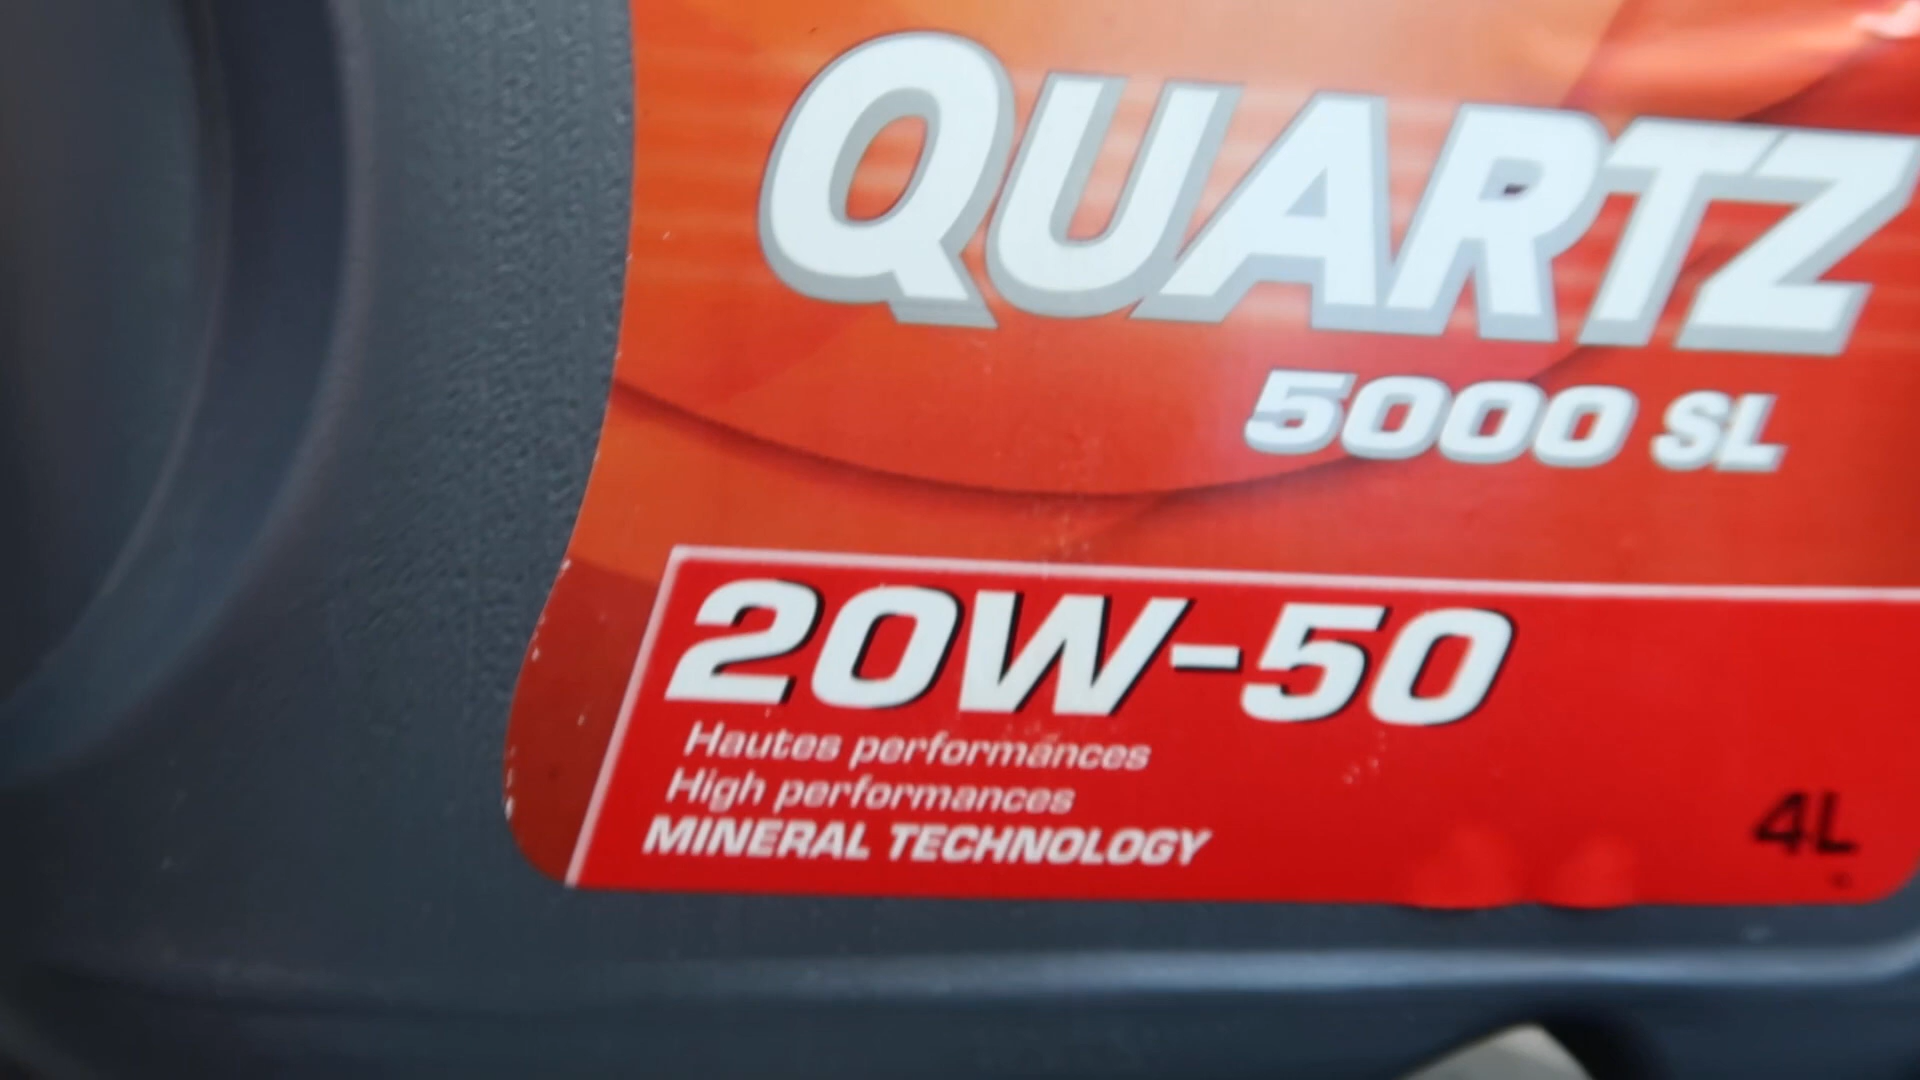 QUARTZ
5000 SL
20W-50
Hautes performances
High performances
MINERAL TECHNOLOGY
4L